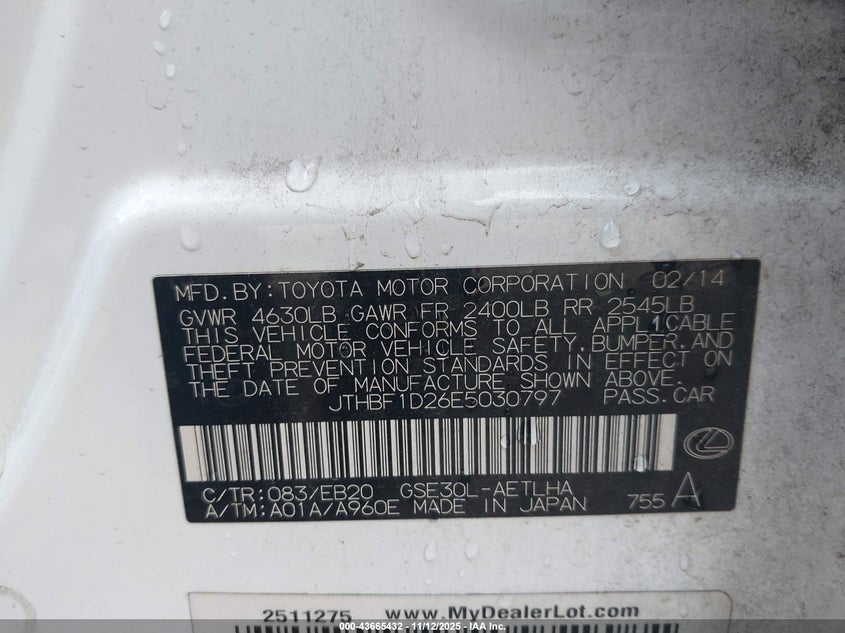 MFD. BY: TOYOTA MOTOR CORPORATION 02/14
GVWR 4630LB GAWR FR 2400LB RR 2545LB
THIS VEHICLE CONFORMS TO ALL APPLICABLE
FEDERAL MOTOR VEHICLE SAFETY, BUMPER, AND
THEFT PREVENTION STANDARDS IN EFFECT ON
THE DATE OF MANUFACTURE SHOWN ABOVE.
JTHBF1D26E5030797 PASS. CAR
C/TR: 083/EB20 GSE30L-AETLHA
A/TM: A01A/A960E MADE IN JAPAN 755 A
2511275 www.MyDealerLot.com
000-43665432 - 11/12/2025 - IAA Inc.